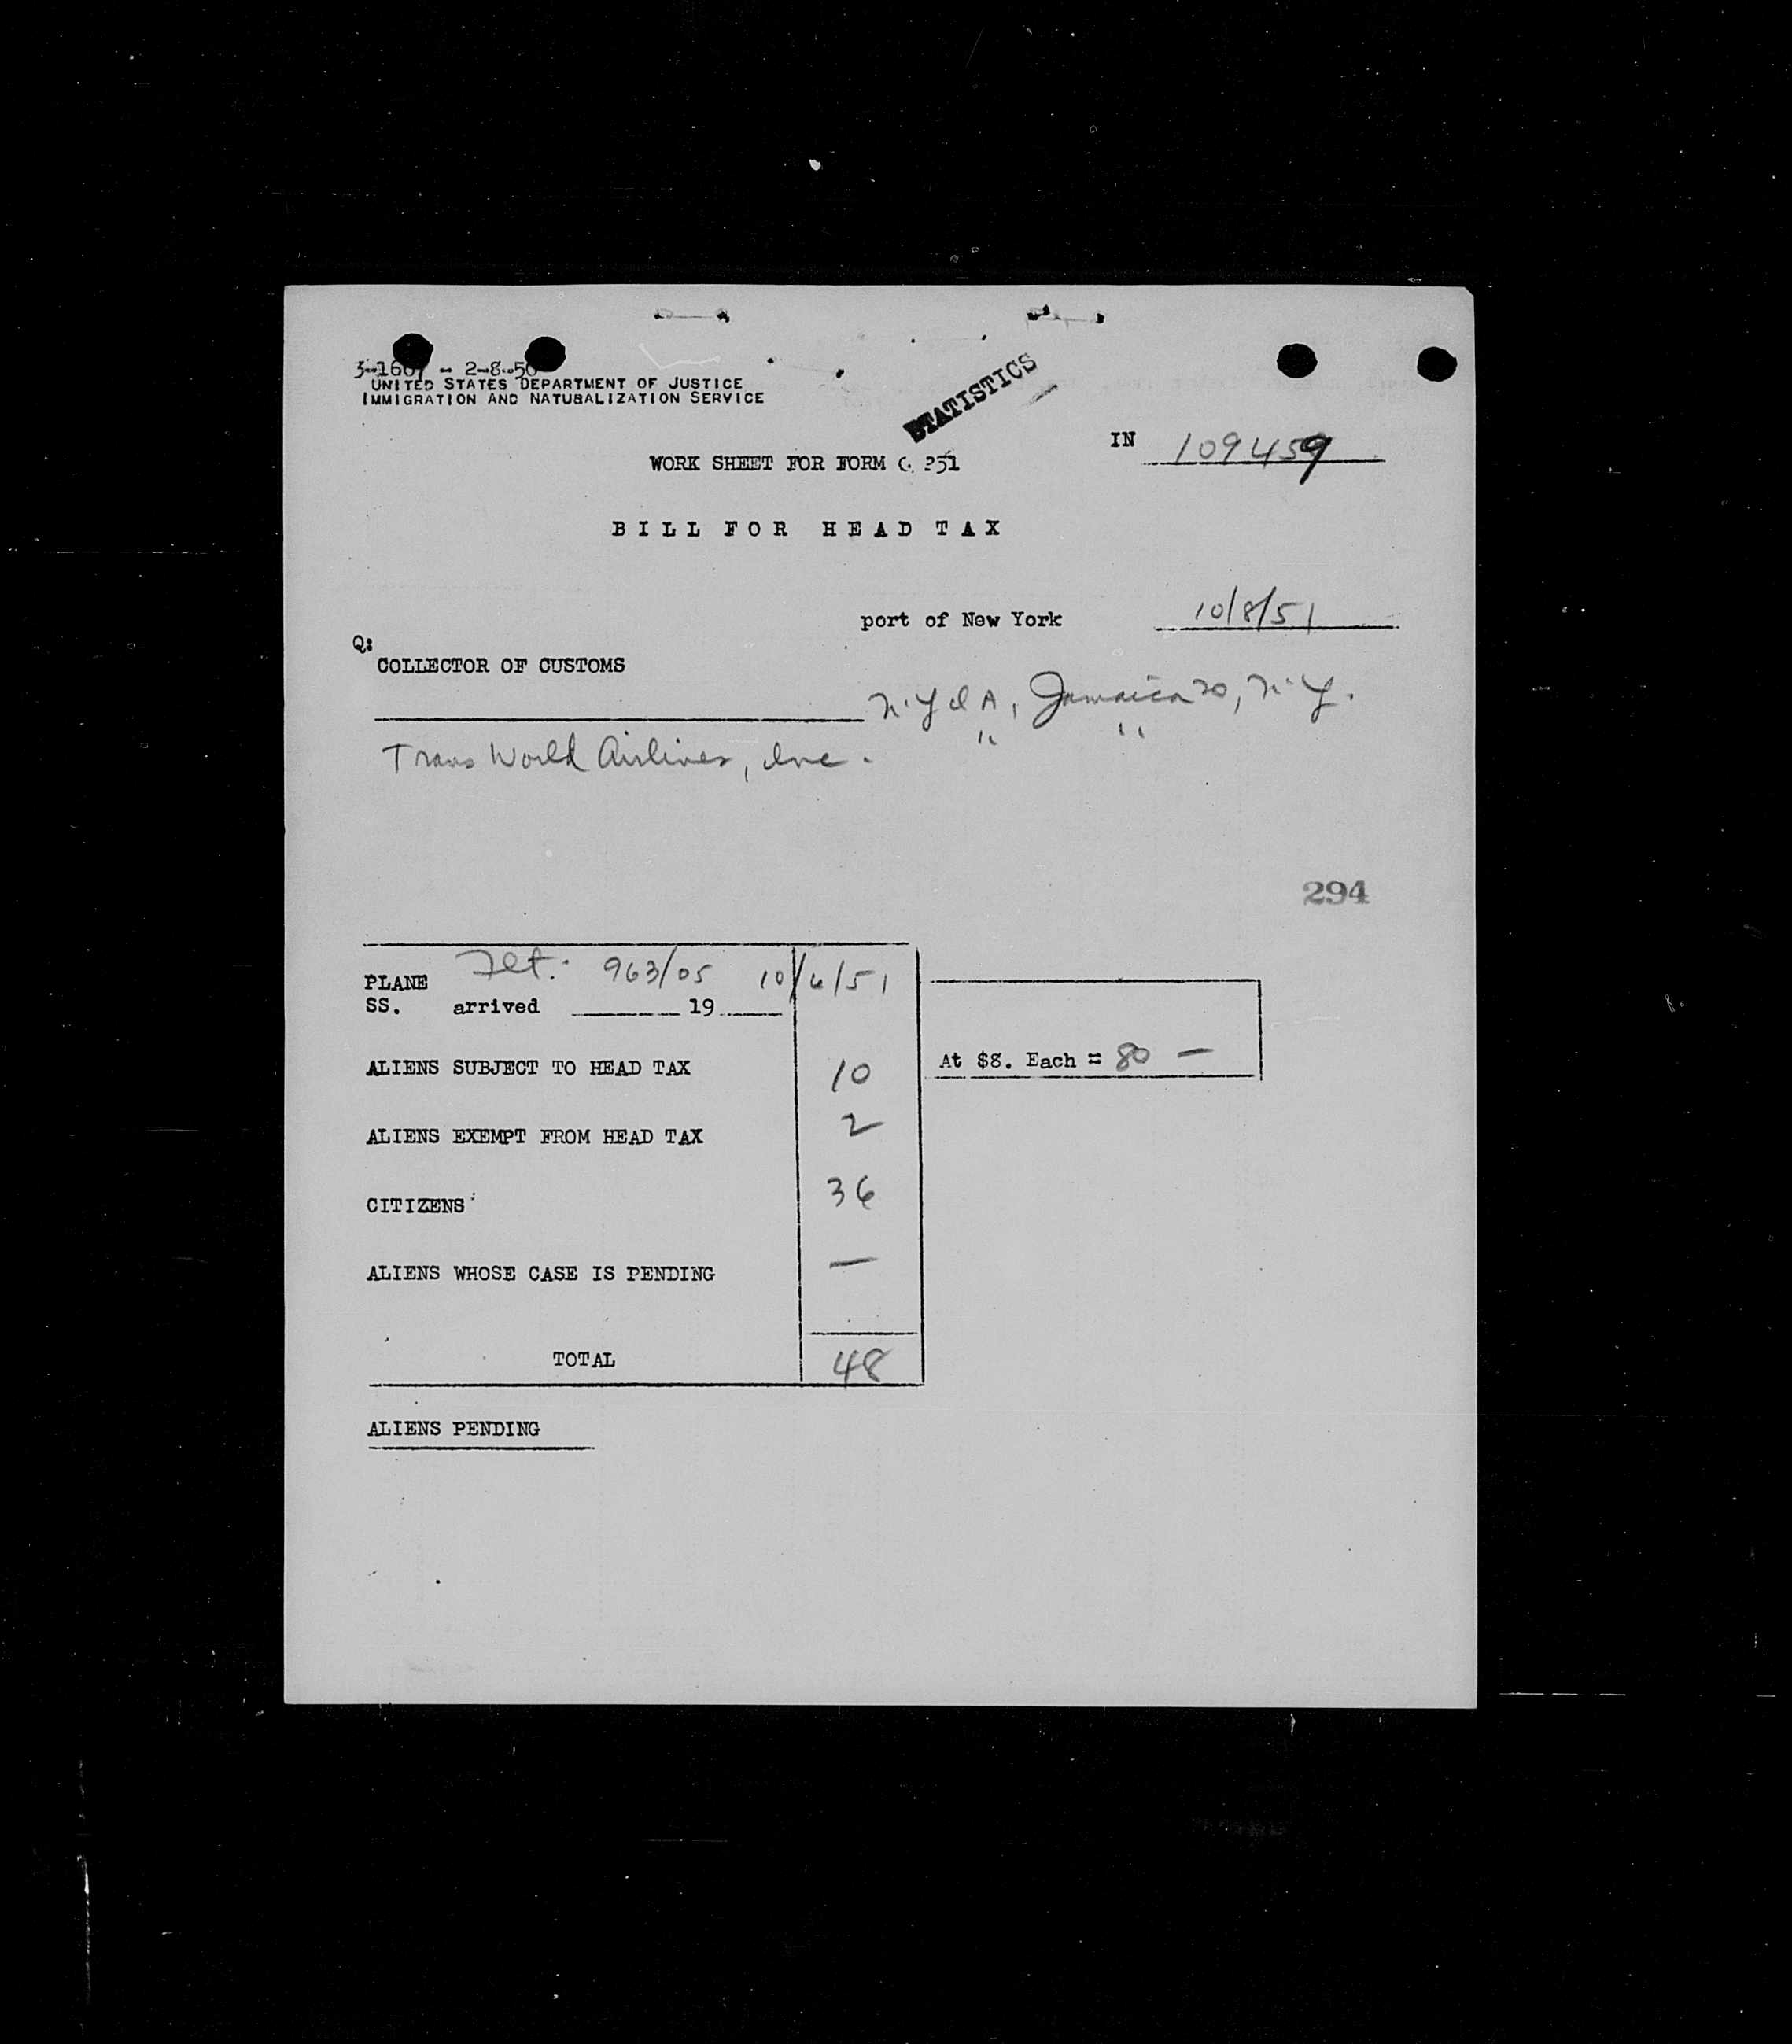 3-1607 - 2-8-50
UNITED STATES DEPARTMENT OF JUSTICE
IMMIGRATION AND NATURALIZATION SERVICE
STATISTICS
IN 109459
WORK SHEET FOR FORM G 251
BILL FOR HEAD TAX
port of New York 10/8/51
Q:
COLLECTOR OF CUSTOMS
N.Y.I.A, Jamaica 20, N.Y.
Trans World Airlines, Inc. " "
294
PLANE Flt. 963/05 10/6/51
SS. arrived 19
ALIENS SUBJECT TO HEAD TAX 10 At $8. Each = 80 —
ALIENS EXEMPT FROM HEAD TAX 2
CITIZENS 36
ALIENS WHOSE CASE IS PENDING —
TOTAL 48
ALIENS PENDING